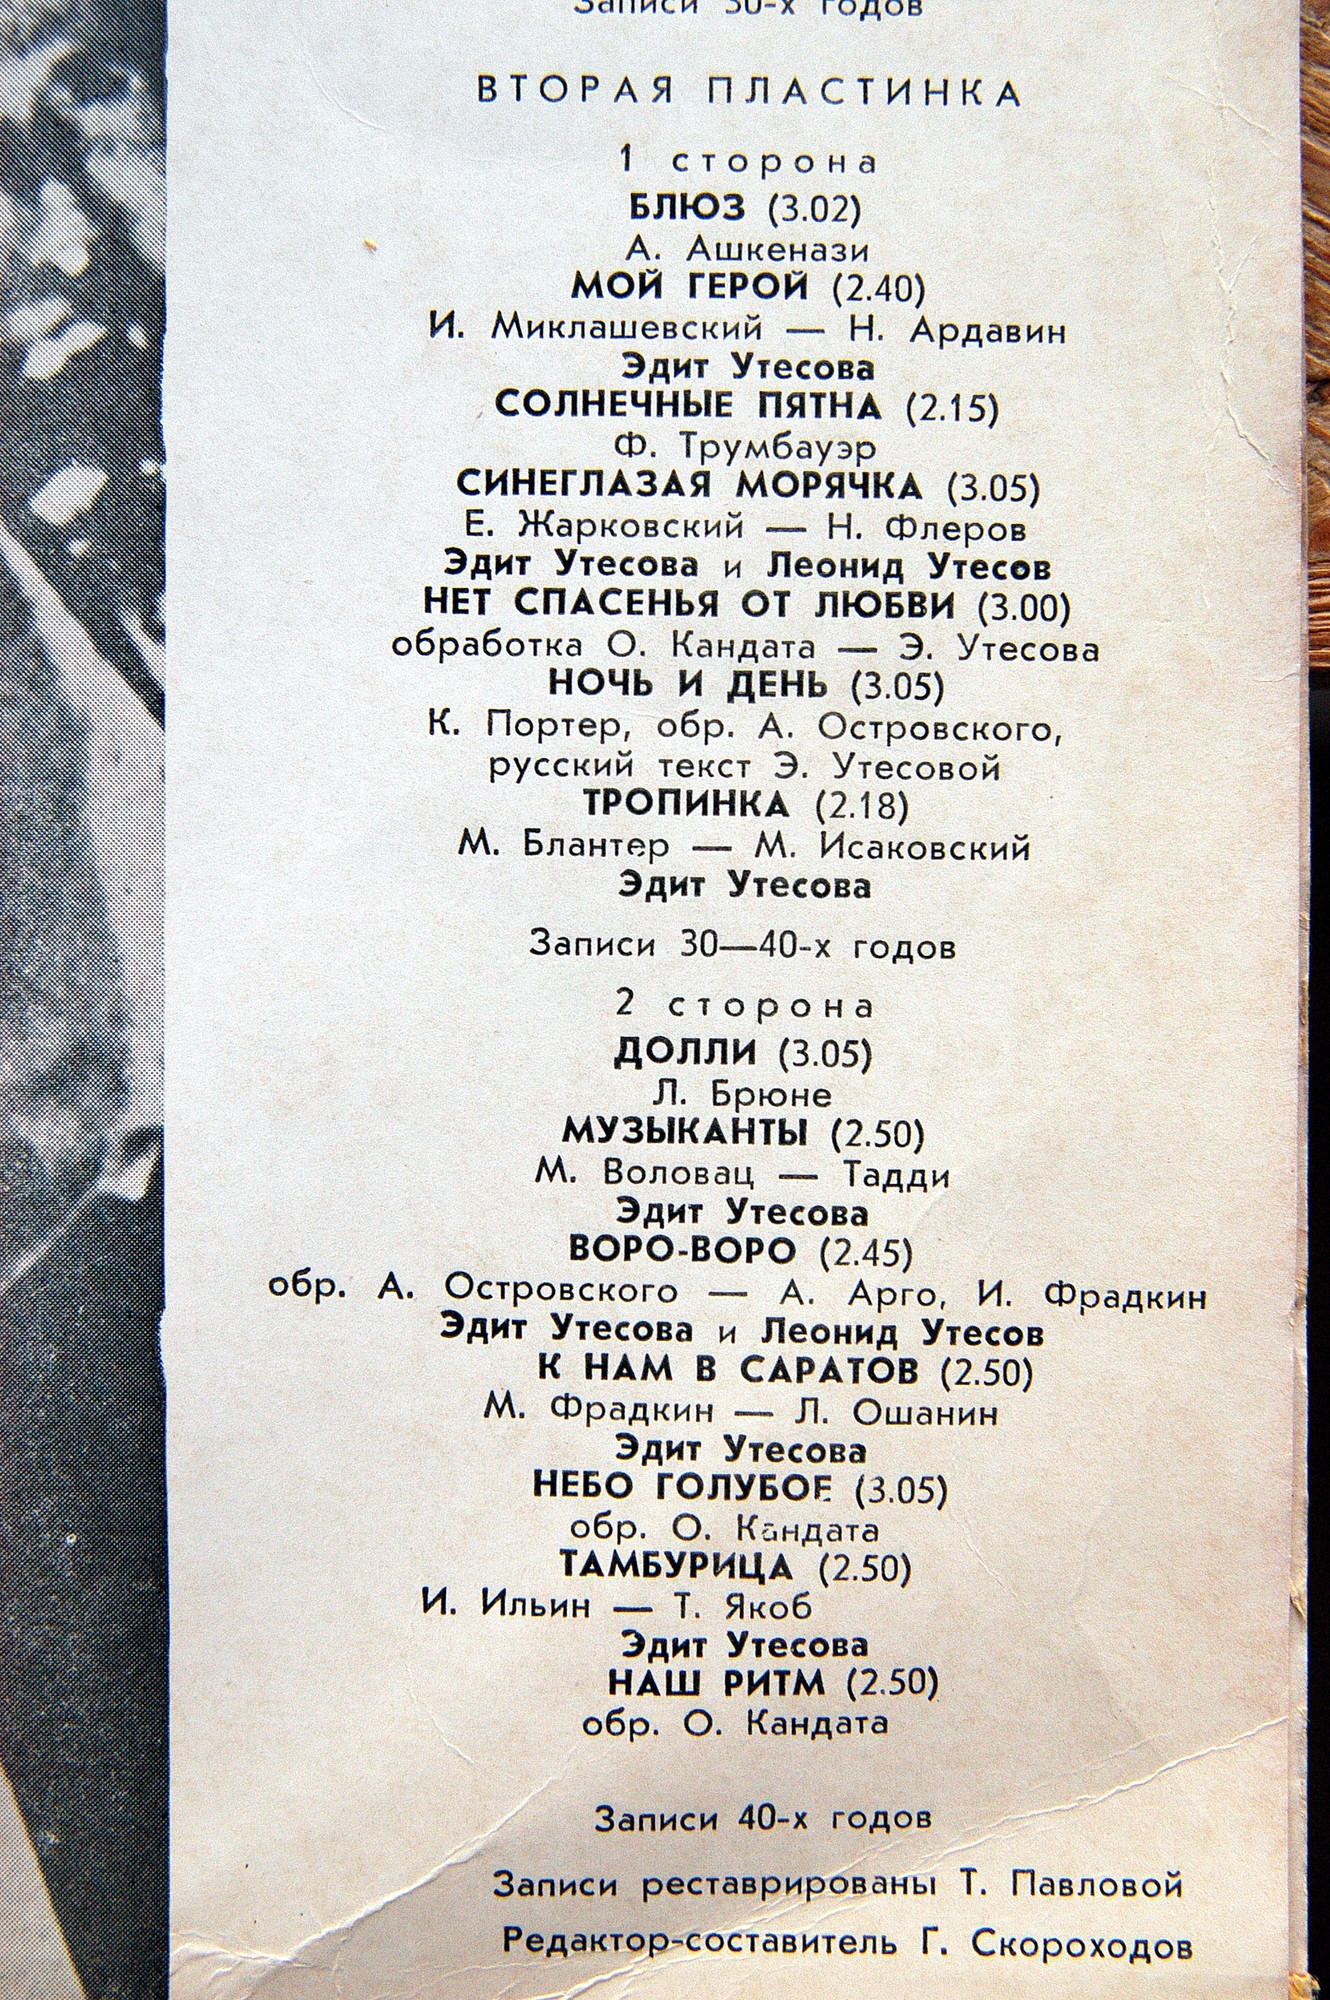 Записи 30-х годов
ВТОРАЯ ПЛАСТИНКА
1 сторона
БЛЮЗ (3.02)
А. Ашкенази
МОЙ ГЕРОЙ (2.40)
И. Миклашевский — Н. Ардавин
Эдит Утесова
СОЛНЕЧНЫЕ ПЯТНА (2.15)
Ф. Трумбауэр
СИНЕГЛАЗАЯ МОРЯЧКА (3.05)
Е. Жарковский — Н. Флеров
Эдит Утесова и Леонид Утесов
НЕТ СПАСЕНЬЯ ОТ ЛЮБВИ (3.00)
обработка О. Кандата — Э. Утесова
НОЧЬ И ДЕНЬ (3.05)
К. Портер, обр. А. Островского,
русский текст Э. Утесовой
ТРОПИНКА (2.18)
М. Блантер — М. Исаковский
Эдит Утесова
Записи 30—40-х годов
2 сторона
ДОЛЛИ (3.05)
Л. Брюне
МУЗЫКАНТЫ (2.50)
М. Воловац — Тадди
Эдит Утесова
ВОРО-ВОРО (2.45)
обр. А. Островского — А. Арго, И. Фрадкин
Эдит Утесова и Леонид Утесов
К НАМ В САРАТОВ (2.50)
М. Фрадкин — Л. Ошанин
Эдит Утесова
НЕБО ГОЛУБОЕ (3.05)
обр. О. Кандата
ТАМБУРИЦА (2.50)
И. Ильин — Т. Якоб
Эдит Утесова
НАШ РИТМ (2.50)
обр. О. Кандата
Записи 40-х годов
Записи реставрированы Т. Павловой
Редактор-составитель Г. Скороходов